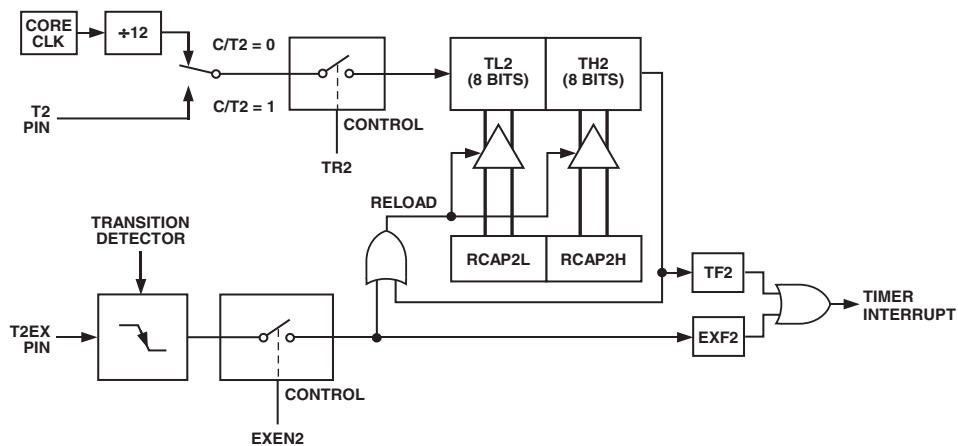 CORE
CLK
÷12
C/T2 = 0
C/T2 = 1
T2
PIN
CONTROL
TR2
TL2
(8 BITS)
TH2
(8 BITS)
RELOAD
TRANSITION
DETECTOR
RCAP2L
RCAP2H
TF2
TIMER
INTERRUPT
T2EX
PIN
EXF2
CONTROL
EXEN2